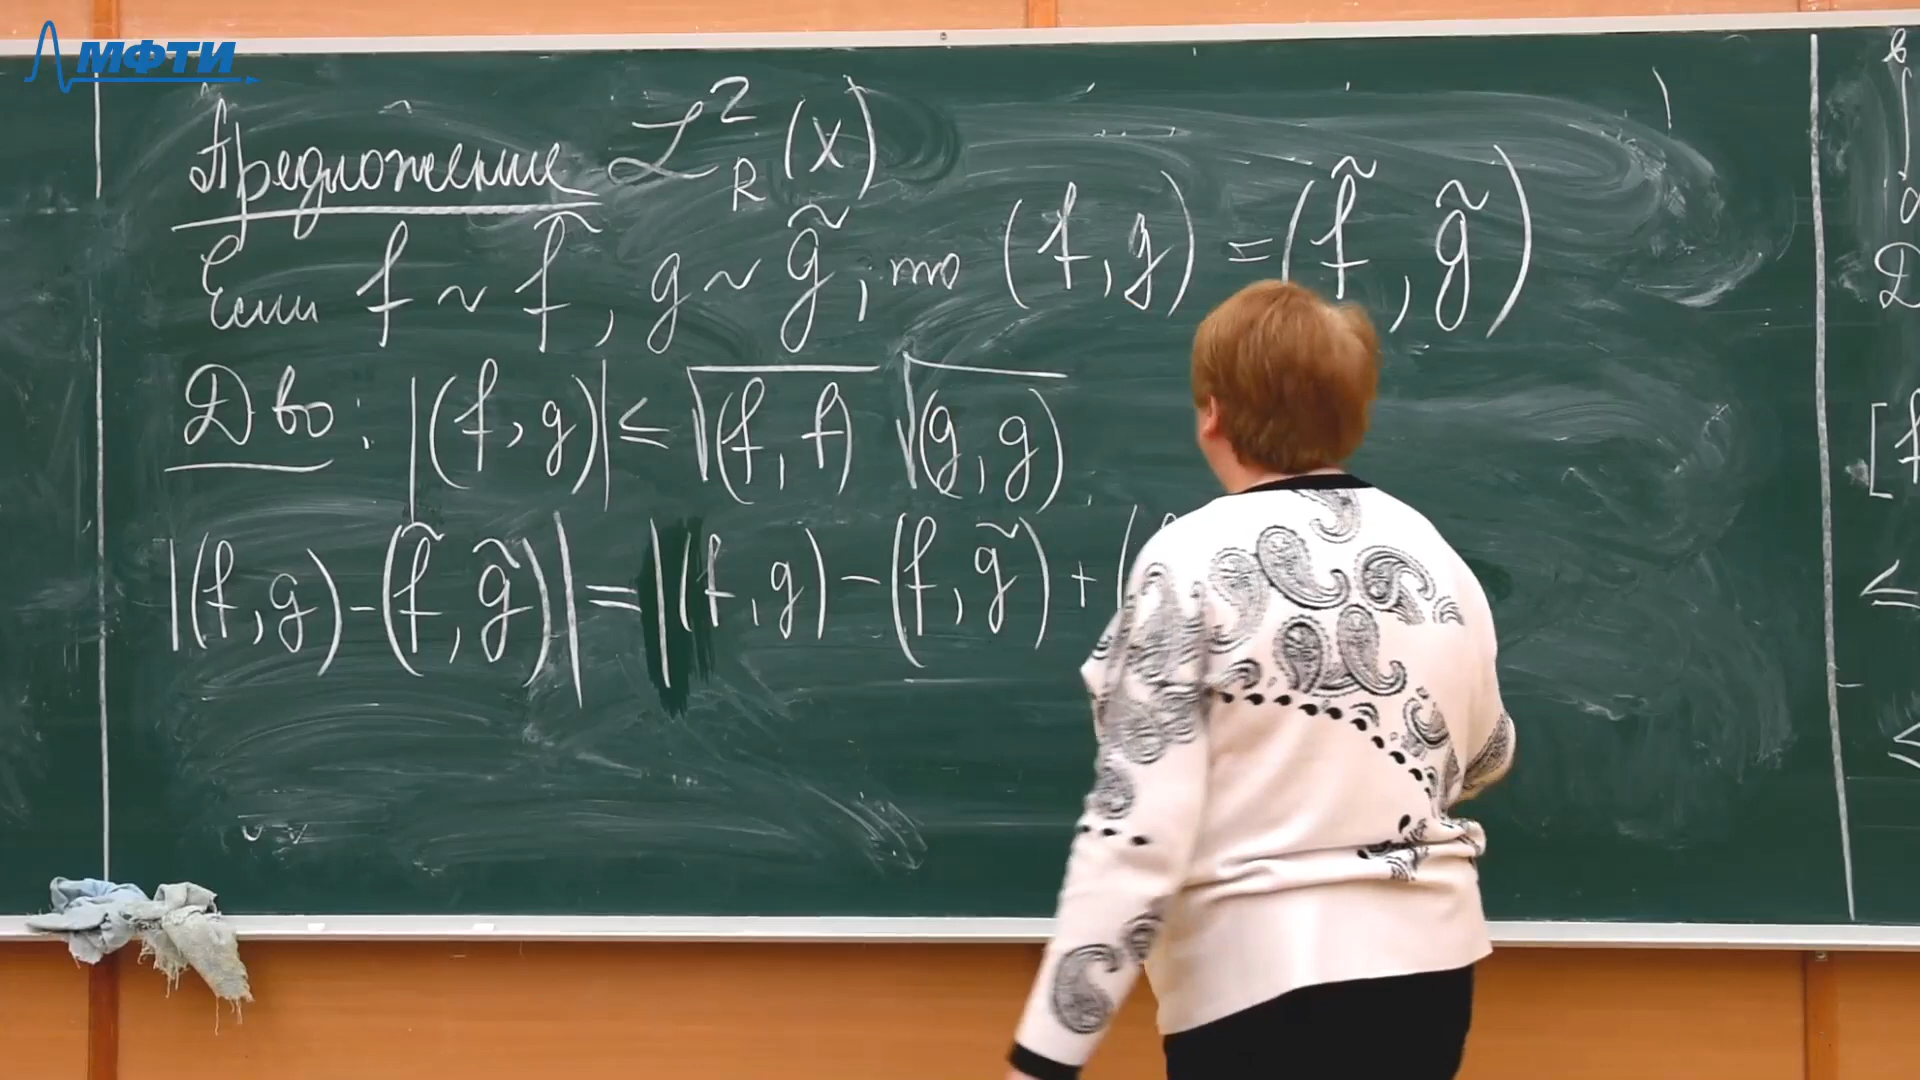 МФТИ
Предложение ℒ²_R (X)
Если f ~ f̃, g ~ g̃, то (f, g) = (f̃, g̃)
Д-во: |(f, g)| ≤ √(f, f) √(g, g)
|(f, g) - (f̃, g̃)| = |(f, g) - (f, g̃) + (